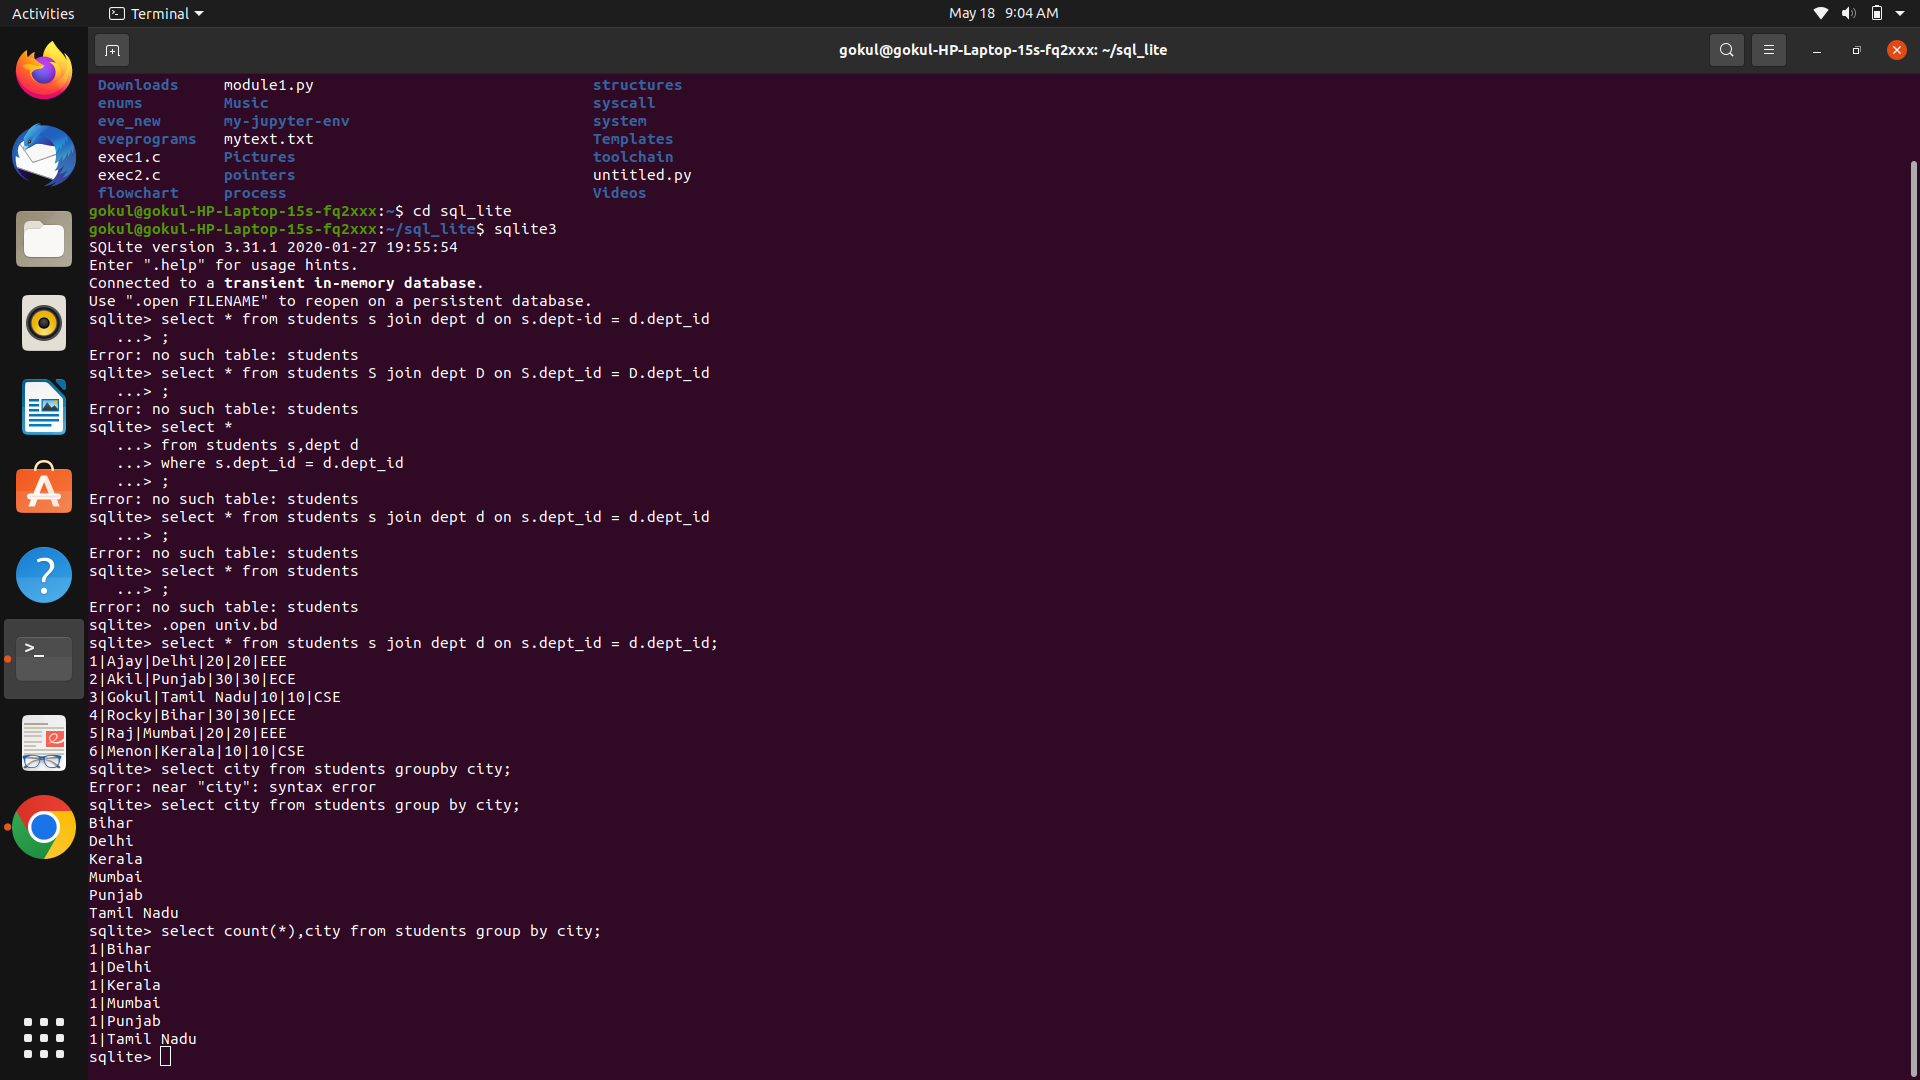 Activities Terminal May 18 9:04 AM
gokul@gokul-HP-Laptop-15s-fq2xxx: ~/sql_lite
Downloads module1.py structures
enums Music syscall
eve_new my-jupyter-env system
eveprograms mytext.txt Templates
exec1.c Pictures toolchain
exec2.c pointers untitled.py
flowchart process Videos
gokul@gokul-HP-Laptop-15s-fq2xxx:~$ cd sql_lite
gokul@gokul-HP-Laptop-15s-fq2xxx:~/sql_lite$ sqlite3
SQLite version 3.31.1 2020-01-27 19:55:54
Enter ".help" for usage hints.
Connected to a transient in-memory database.
Use ".open FILENAME" to reopen on a persistent database.
sqlite> select * from students s join dept d on s.dept-id = d.dept_id
...> ;
Error: no such table: students
sqlite> select * from students S join dept D on S.dept_id = D.dept_id
...> ;
Error: no such table: students
sqlite> select *
...> from students s,dept d
...> where s.dept_id = d.dept_id
...> ;
Error: no such table: students
sqlite> select * from students s join dept d on s.dept_id = d.dept_id
...> ;
Error: no such table: students
sqlite> select * from students
...> ;
Error: no such table: students
sqlite> .open univ.bd
sqlite> select * from students s join dept d on s.dept_id = d.dept_id;
1|Ajay|Delhi|20|20|EEE
2|Akil|Punjab|30|30|ECE
3|Gokul|Tamil Nadu|10|10|CSE
4|Rocky|Bihar|30|30|ECE
5|Raj|Mumbai|20|20|EEE
6|Menon|Kerala|10|10|CSE
sqlite> select city from students groupby city;
Error: near "city": syntax error
sqlite> select city from students group by city;
Bihar
Delhi
Kerala
Mumbai
Punjab
Tamil Nadu
sqlite> select count(*),city from students group by city;
1|Bihar
1|Delhi
1|Kerala
1|Mumbai
1|Punjab
1|Tamil Nadu
sqlite>